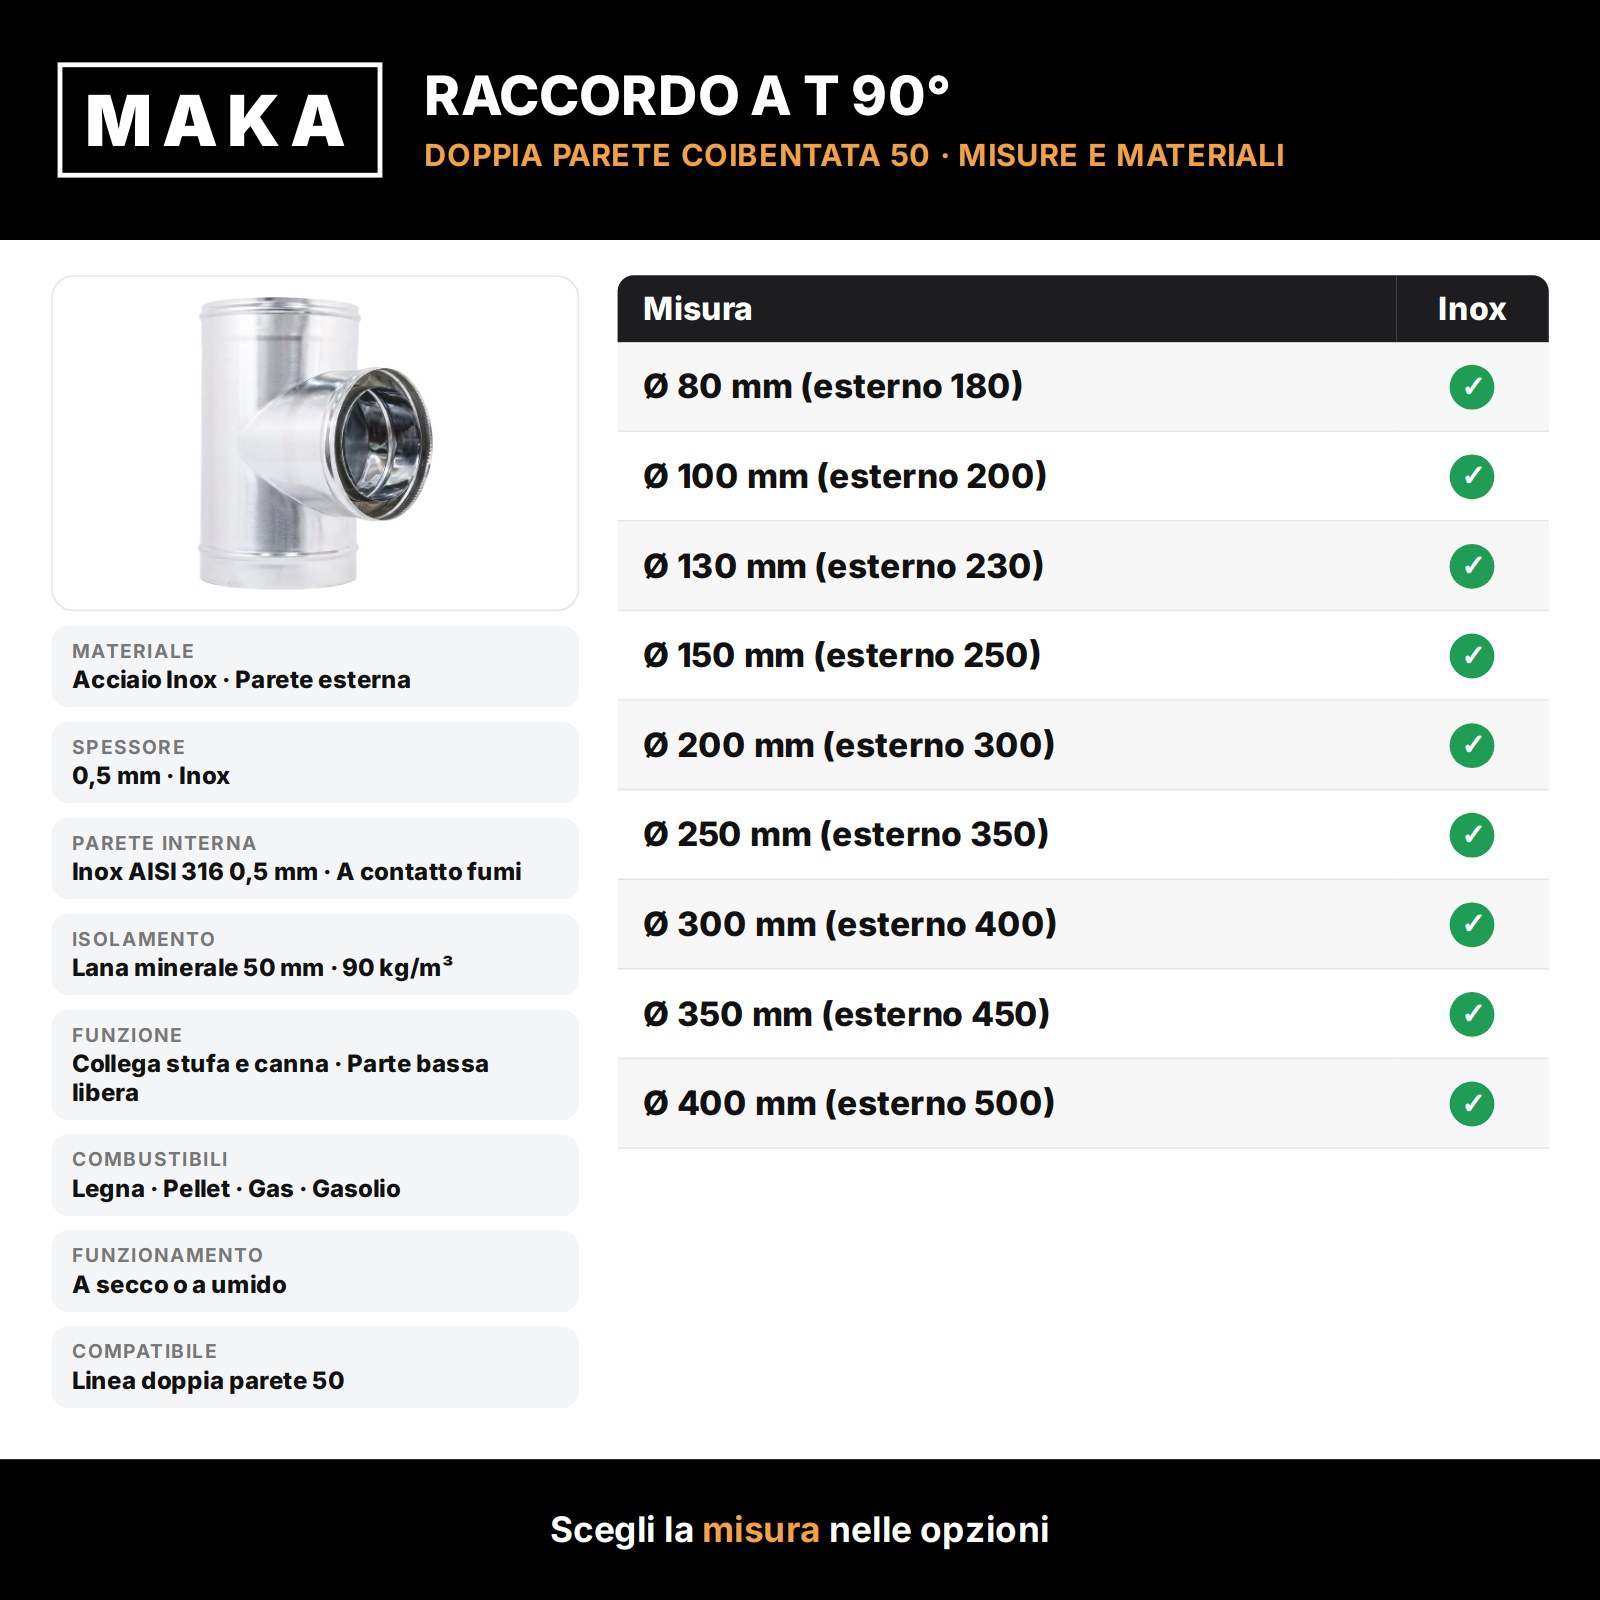 MAKA
RACCORDO A T 90°
DOPPIA PARETE COIBENTATA 50 · MISURE E MATERIALI
MATERIALE
Acciaio Inox · Parete esterna
SPESSORE
0,5 mm · Inox
PARETE INTERNA
Inox AISI 316 0,5 mm · A contatto fumi
ISOLAMENTO
Lana minerale 50 mm · 90 kg/m³
FUNZIONE
Collega stufa e canna · Parte bassa
libera
COMBUSTIBILI
Legna · Pellet · Gas · Gasolio
FUNZIONAMENTO
A secco o a umido
COMPATIBILE
Linea doppia parete 50
Misura Inox
Ø 80 mm (esterno 180) ✓
Ø 100 mm (esterno 200) ✓
Ø 130 mm (esterno 230) ✓
Ø 150 mm (esterno 250) ✓
Ø 200 mm (esterno 300) ✓
Ø 250 mm (esterno 350) ✓
Ø 300 mm (esterno 400) ✓
Ø 350 mm (esterno 450) ✓
Ø 400 mm (esterno 500) ✓
Scegli la misura nelle opzioni